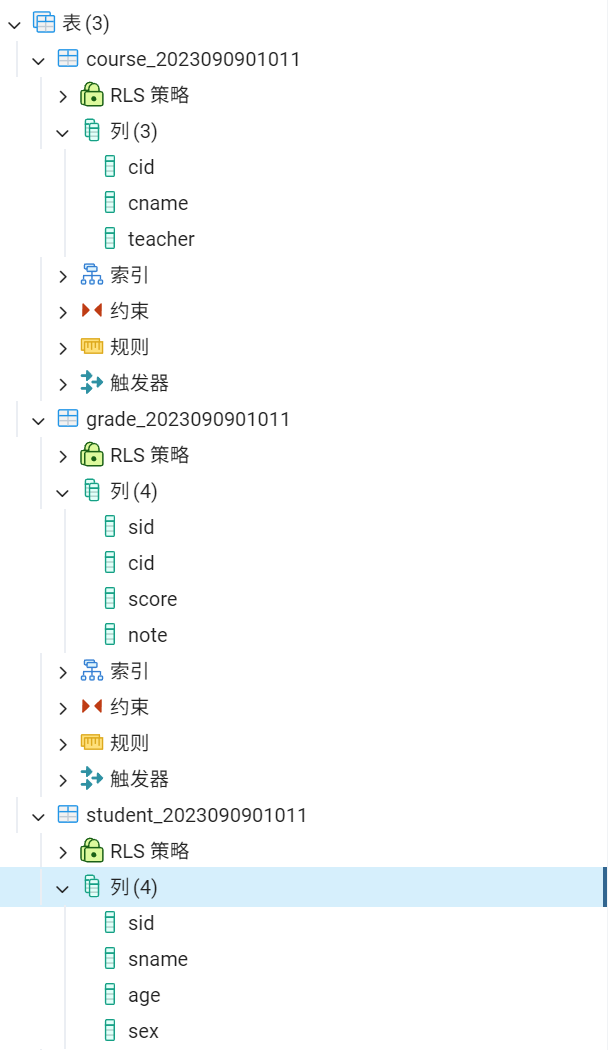 表 (3)
course_2023090901011
RLS 策略
列 (3)
cid
cname
teacher
索引
约束
规则
触发器
grade_2023090901011
RLS 策略
列 (4)
sid
cid
score
note
索引
约束
规则
触发器
student_2023090901011
RLS 策略
列 (4)
sid
sname
age
sex